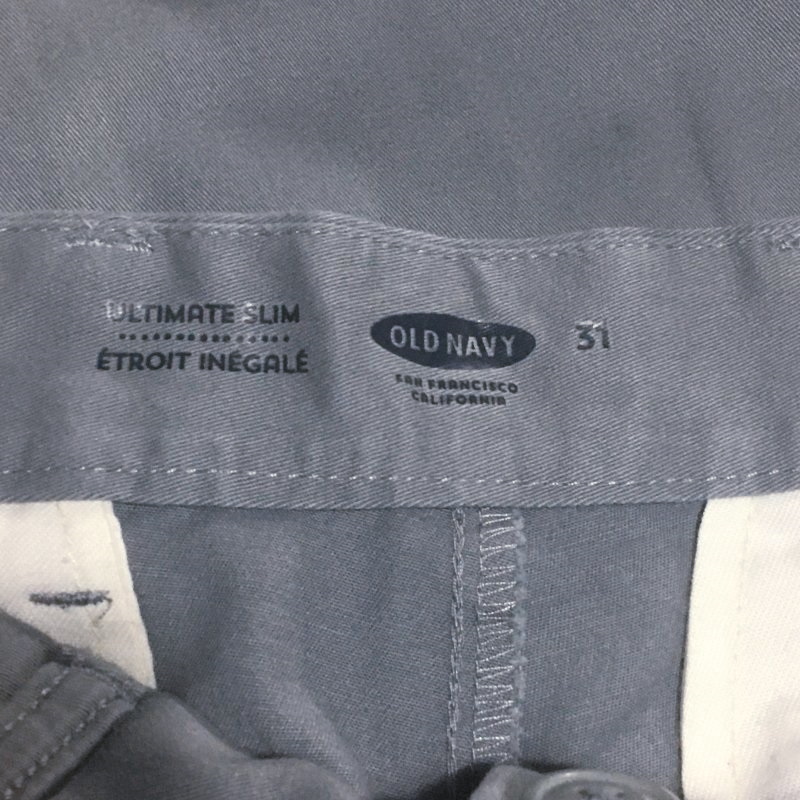 ULTIMATE SLIM
ÉTROIT INÉGALÉ
OLD NAVY
SAN FRANCISCO
CALIFORNIA
31